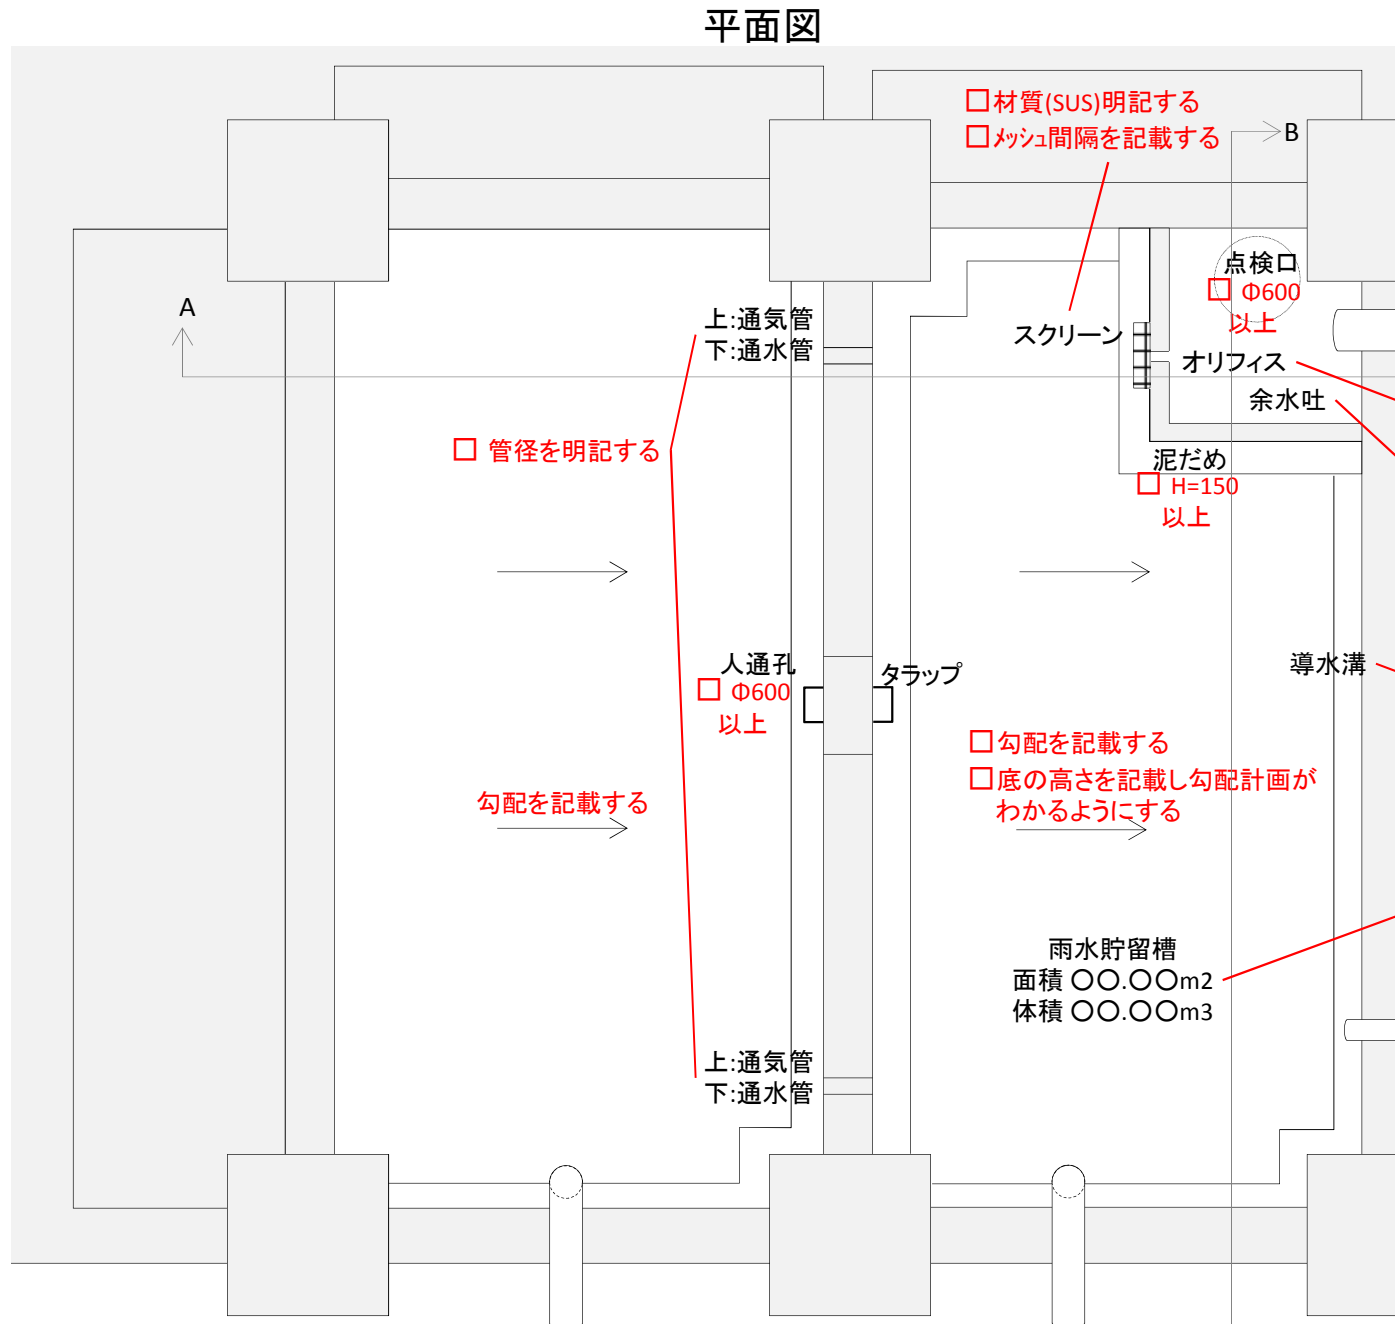 平面図
□材質(SUS)明記する
□メッシュ間隔を記載する
B
点検口
□ Φ600
以上
A
上:通気管
下:通水管
スクリーン
オリフィス
余水吐
□ 管径を明記する
泥だめ
□ H=150
以上
人通孔
□ Φ600
以上
タラップ
導水溝
□勾配を記載する
□底の高さを記載し勾配計画が
わかるようにする
勾配を記載する
雨水貯留槽
面積 〇〇.〇〇m2
体積 〇〇.〇〇m3
上:通気管
下:通水管